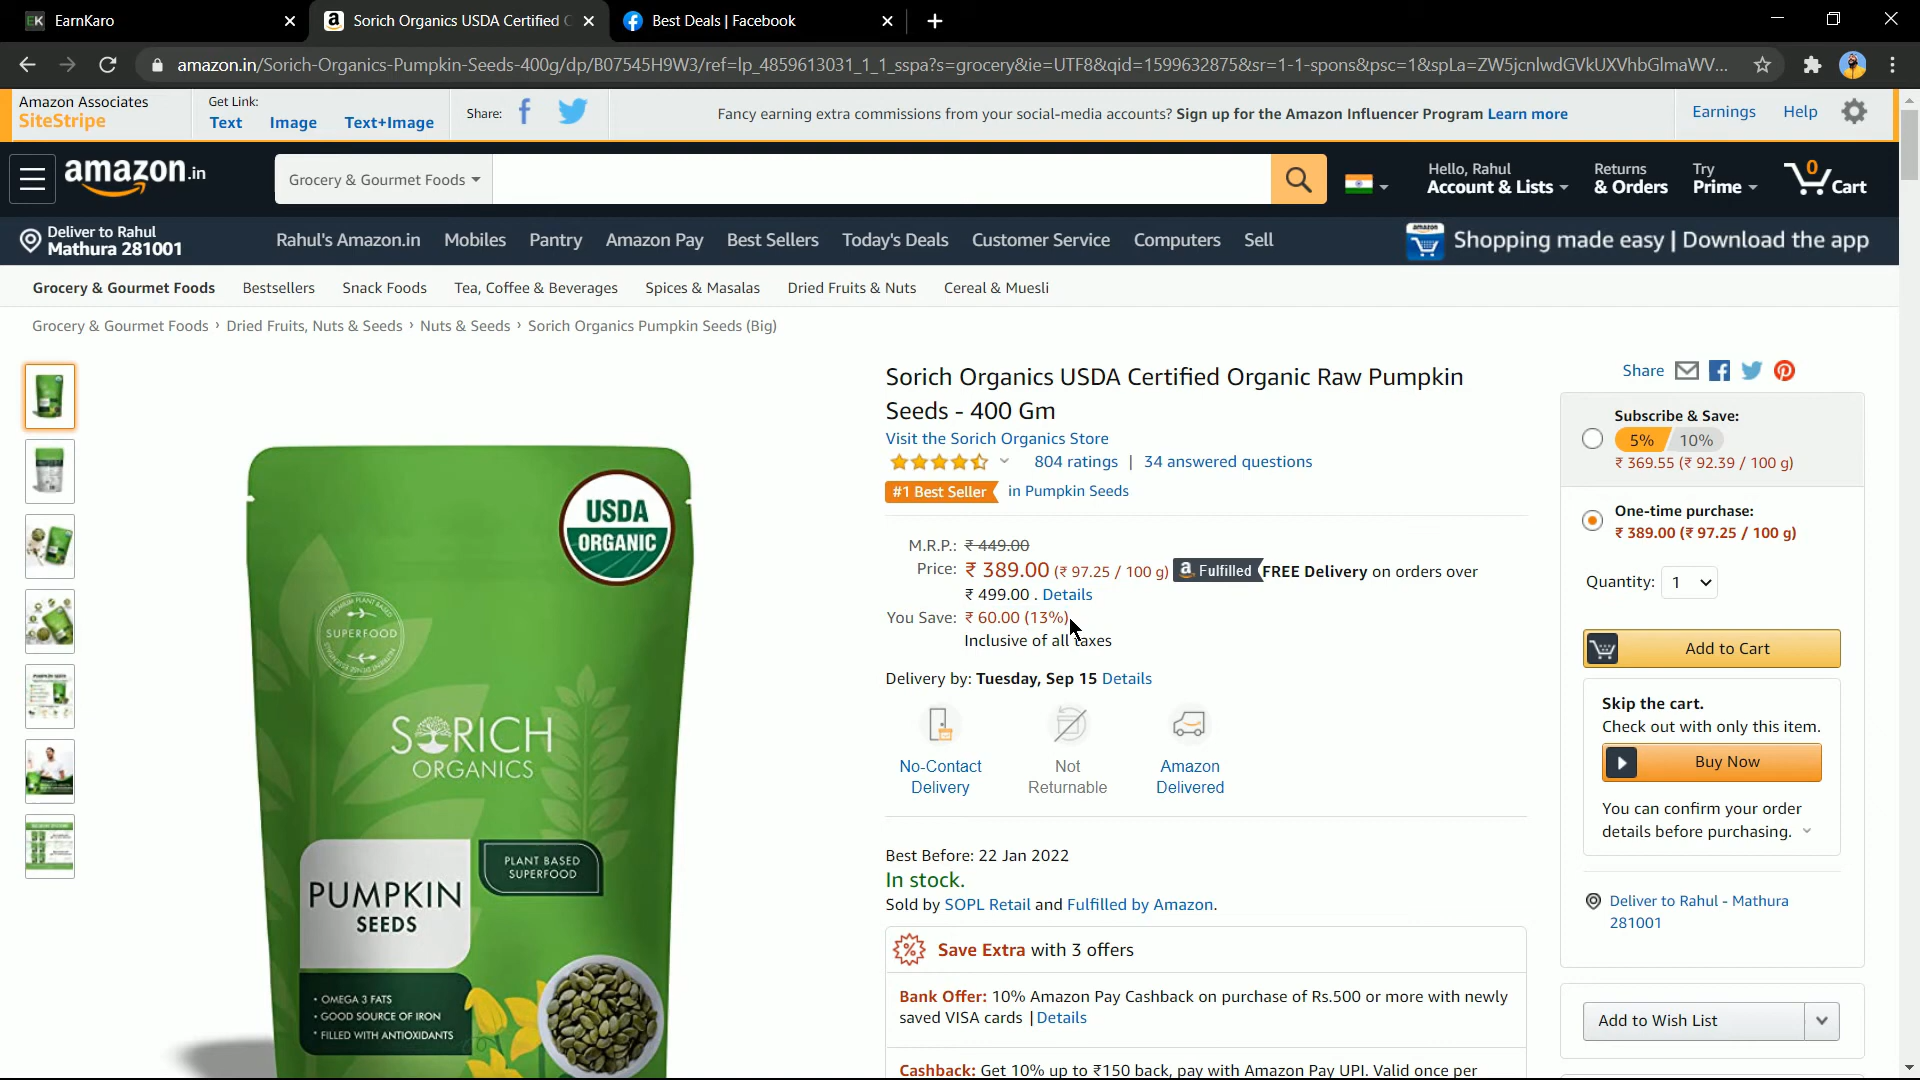 EarnKaro
Sorich Organics USDA Certified
Best Deals | Facebook
amazon.in/Sorich-Organics-Pumpkin-Seeds-400g/dp/B07545H9W3/ref=lp_4859613031_1_1_sspa?s=grocery&ie=UTF8&qid=1599632875&sr=1-1-spons&psc=1&spLa=ZW5jcnlwdGVkUXVhbGlmaWV...
Amazon Associates
SiteStripe
Get Link:
Text Image Text+Image
Share:
Fancy earning extra commissions from your social-media accounts? Sign up for the Amazon Influencer Program Learn more
Earnings Help
amazon.in
Grocery & Gourmet Foods
Hello, Rahul
Account & Lists
Returns
& Orders
Try
Prime
0
Cart
Deliver to Rahul
Mathura 281001
Rahul's Amazon.in Mobiles Pantry Amazon Pay Best Sellers Today's Deals Customer Service Computers Sell
amazon
Shopping made easy | Download the app
Grocery & Gourmet Foods Bestsellers Snack Foods Tea, Coffee & Beverages Spices & Masalas Dried Fruits & Nuts Cereal & Muesli
Grocery & Gourmet Foods › Dried Fruits, Nuts & Seeds › Nuts & Seeds › Sorich Organics Pumpkin Seeds (Big)
USDA
ORGANIC
SUPERFOOD
SORICH
ORGANICS
PUMPKIN
SEEDS
PLANT BASED
SUPERFOOD
• OMEGA 3 FATS
• GOOD SOURCE OF IRON
* FILLED WITH ANTIOXIDANTS
Sorich Organics USDA Certified Organic Raw Pumpkin
Seeds - 400 Gm
Visit the Sorich Organics Store
804 ratings | 34 answered questions
#1 Best Seller in Pumpkin Seeds
M.R.P.: ₹ 449.00
Price: ₹ 389.00 (₹ 97.25 / 100 g) Fulfilled FREE Delivery on orders over
₹ 499.00 . Details
You Save: ₹ 60.00 (13%)
Inclusive of all taxes
Delivery by: Tuesday, Sep 15 Details
No-Contact
Delivery
Not
Returnable
Amazon
Delivered
Best Before: 22 Jan 2022
In stock.
Sold by SOPL Retail and Fulfilled by Amazon.
Save Extra with 3 offers
Bank Offer: 10% Amazon Pay Cashback on purchase of Rs.500 or more with newly
saved VISA cards | Details
Cashback: Get 10% up to ₹150 back, pay with Amazon Pay UPI. Valid once per
Share
Subscribe & Save:
5% 10%
₹ 369.55 (₹ 92.39 / 100 g)
One-time purchase:
₹ 389.00 (₹ 97.25 / 100 g)
Quantity: 1
Add to Cart
Skip the cart.
Check out with only this item.
Buy Now
You can confirm your order
details before purchasing.
Deliver to Rahul - Mathura
281001
Add to Wish List